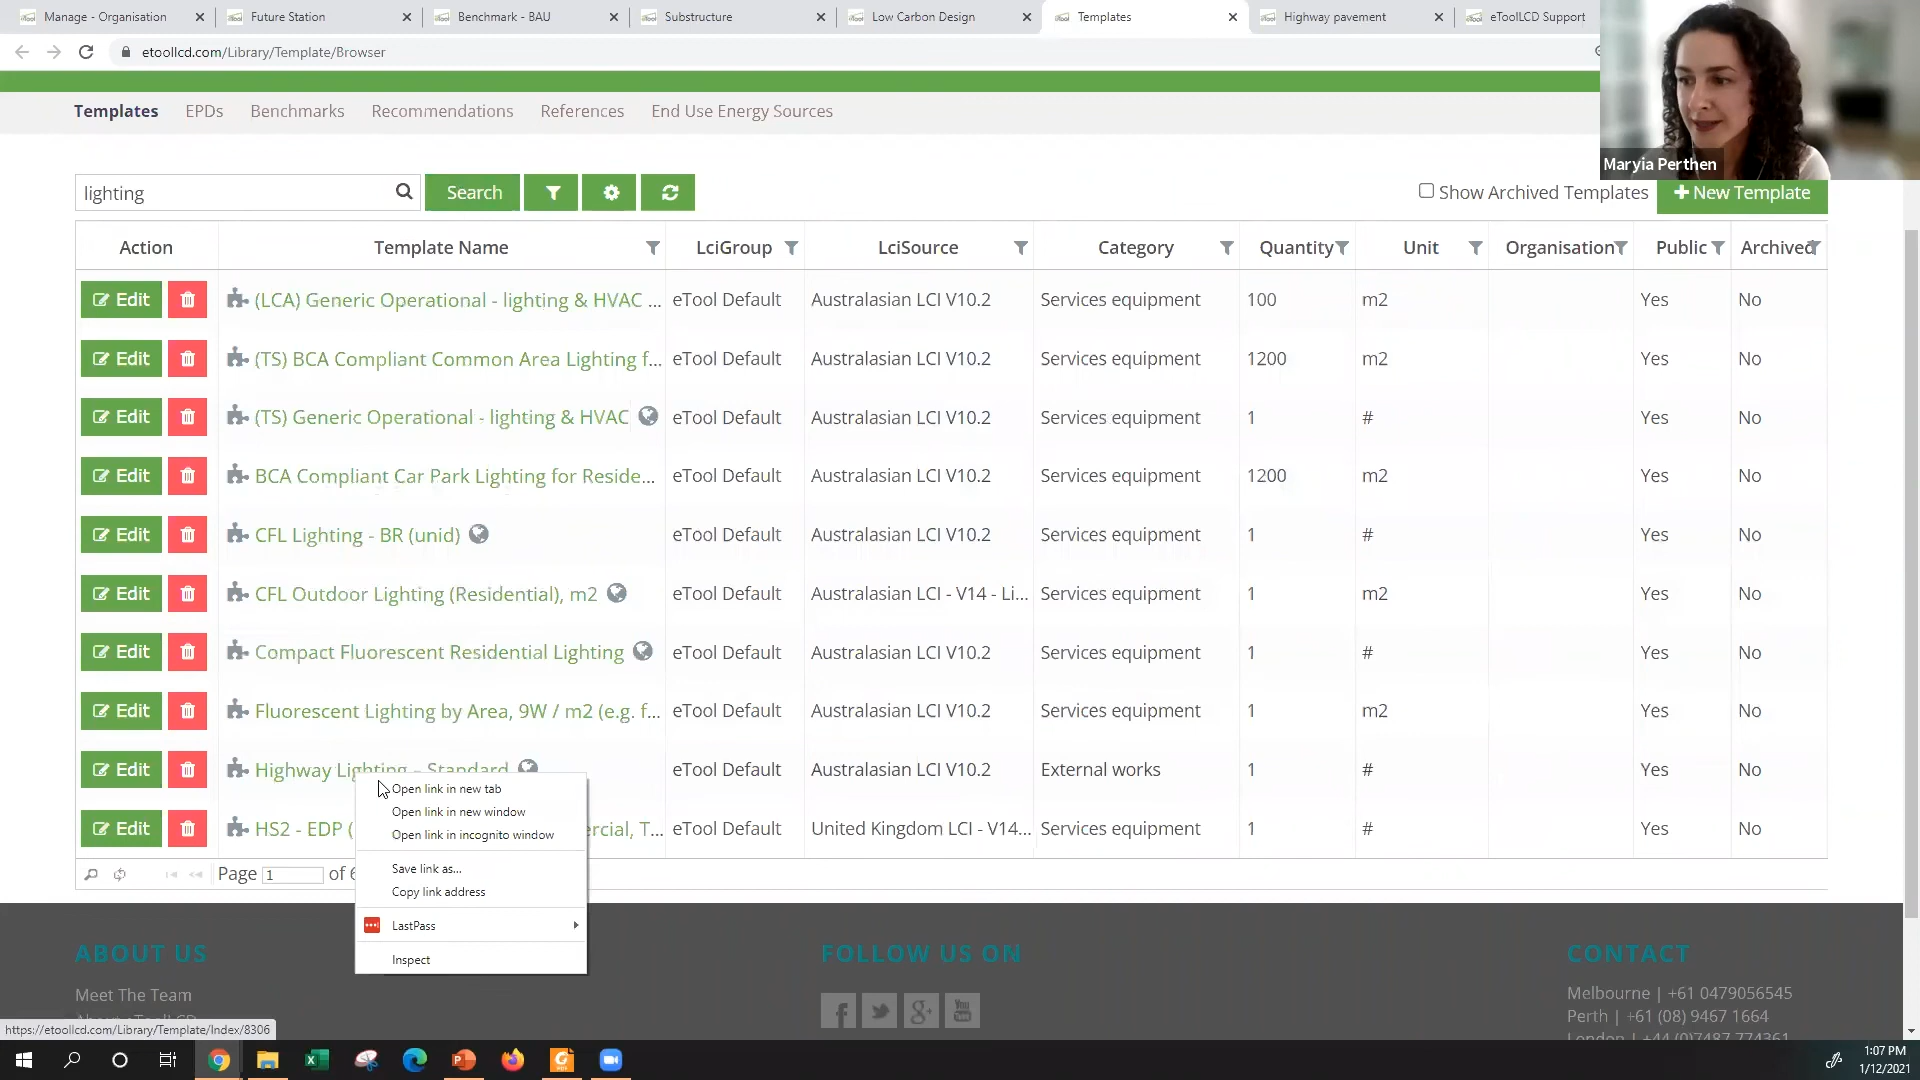 Manage - Organisation
Future Station
Benchmark - BAU
Substructure
Low Carbon Design
Templates
Highway pavement
eToolLCD Support
etoollcd.com/Library/Template/Browser
Maryia Perthen
Templates EPDs Benchmarks Recommendations References End Use Energy Sources
lighting Search Show Archived Templates + New Template
Action Template Name LciGroup LciSource Category Quantity Unit Organisation Public Archived
Edit (LCA) Generic Operational - lighting & HVAC ... eTool Default Australasian LCI V10.2 Services equipment 100 m2 Yes No
Edit (TS) BCA Compliant Common Area Lighting f... eTool Default Australasian LCI V10.2 Services equipment 1200 m2 Yes No
Edit (TS) Generic Operational - lighting & HVAC eTool Default Australasian LCI V10.2 Services equipment 1 # Yes No
Edit BCA Compliant Car Park Lighting for Reside... eTool Default Australasian LCI V10.2 Services equipment 1200 m2 Yes No
Edit CFL Lighting - BR (unid) eTool Default Australasian LCI V10.2 Services equipment 1 # Yes No
Edit CFL Outdoor Lighting (Residential), m2 eTool Default Australasian LCI - V14 - Li... Services equipment 1 m2 Yes No
Edit Compact Fluorescent Residential Lighting eTool Default Australasian LCI V10.2 Services equipment 1 # Yes No
Edit Fluorescent Lighting by Area, 9W / m2 (e.g. f... eTool Default Australasian LCI V10.2 Services equipment 1 m2 Yes No
Edit Highway Lighting - Standard eTool Default Australasian LCI V10.2 External works 1 # Yes No
Edit HS2 - EDP ( ercial, T... eTool Default United Kingdom LCI - V14... Services equipment 1 # Yes No
Page 1 of 6
Open link in new tab
Open link in new window
Open link in incognito window
Save link as...
Copy link address
LastPass
Inspect
ABOUT US
Meet The Team
FOLLOW US ON
You Tube
CONTACT
Melbourne | +61 0479056545
Perth | +61 (08) 9467 1664
London | +44 (0)7487 774361
https://etoollcd.com/Library/Template/Index/8306
1:07 PM
1/12/2021